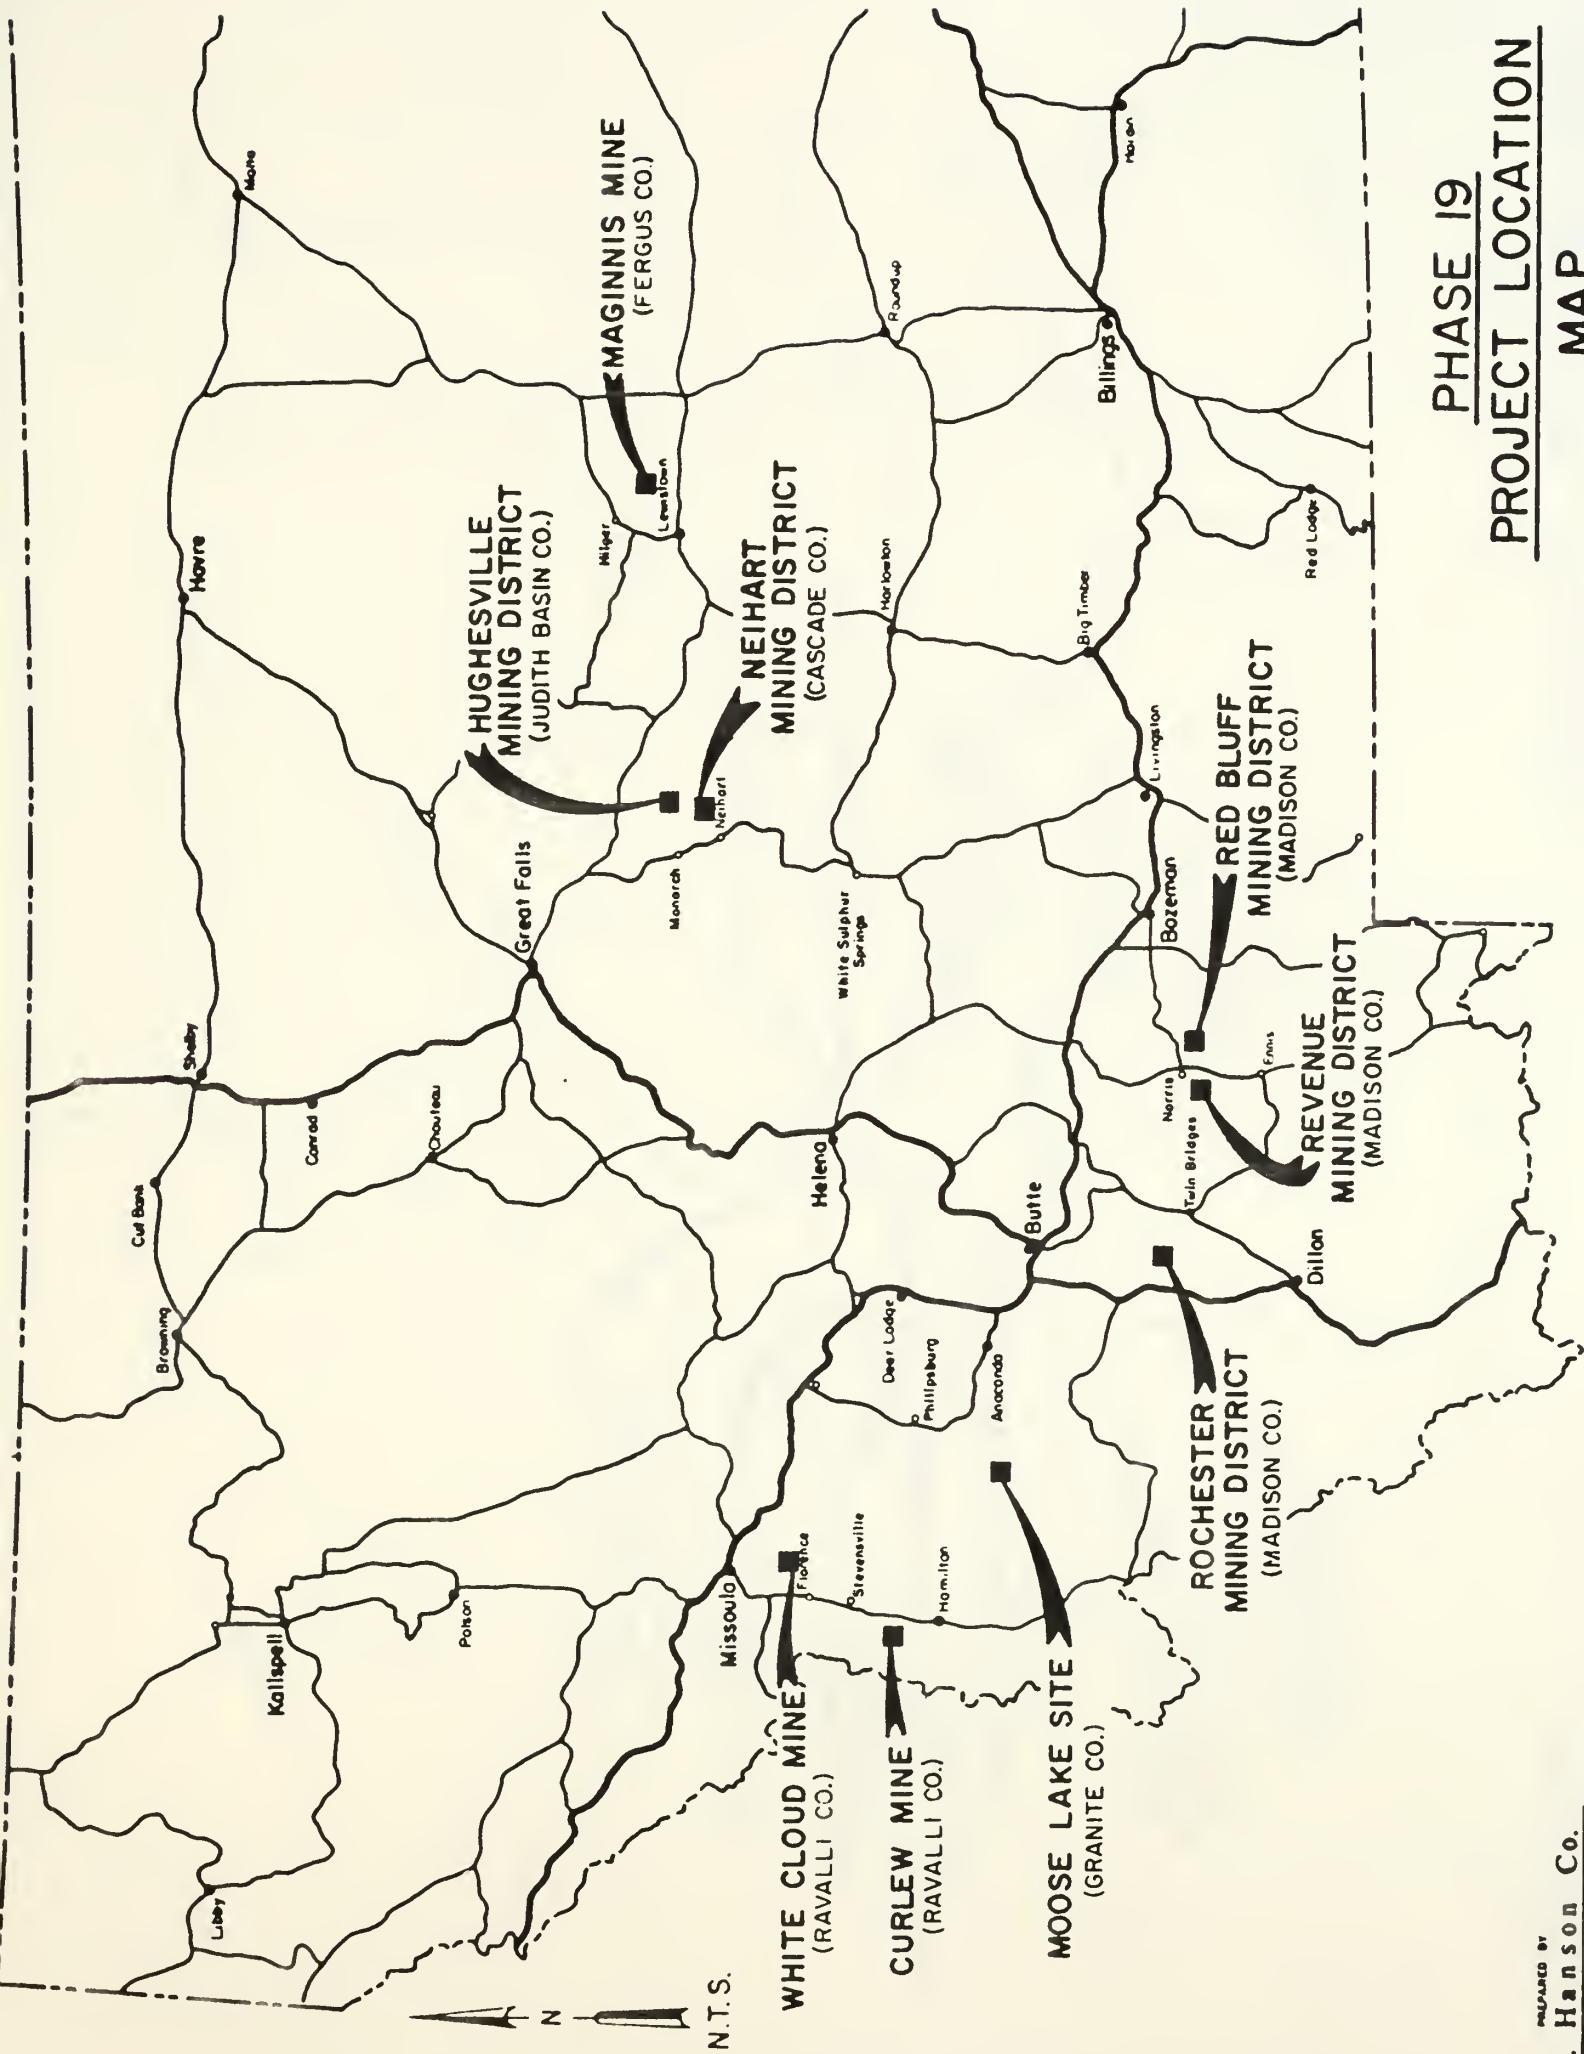 PHASE 19
PROJECT LOCATION
MAP
N
N.T.S.
WHITE CLOUD MINE
(RAVALLI CO.)
CURLEW MINE
(RAVALLI CO.)
MOOSE LAKE SITE
(GRANITE CO.)
ROCHESTER
MINING DISTRICT
(MADISON CO.)
REVENUE
MINING DISTRICT
(MADISON CO.)
RED BLUFF
MINING DISTRICT
(MADISON CO.)
HUGHESVILLE
MINING DISTRICT
(JUDITH BASIN CO.)
NEIHART
MINING DISTRICT
(CASCADE CO.)
MAGINNIS MINE
(FERGUS CO.)
Libby
Kalispell
Polson
Browning
Cut Bank
Shelby
Conrad
Chouteau
Havre
Malta
Great Falls
Monarch
Neihart
White Sulphur
Springs
Hilger
Lewistown
Harlowton
Roundup
Missoula
Florence
Stevensville
Hamilton
Phillipsburg
Deer Lodge
Anaconda
Helena
Butte
Twin Bridges
Norris
Ennis
Dillon
Bozeman
Livingston
Big Timber
Red Lodge
Billings
Hardin
PREPARED BY
Hanson Co.